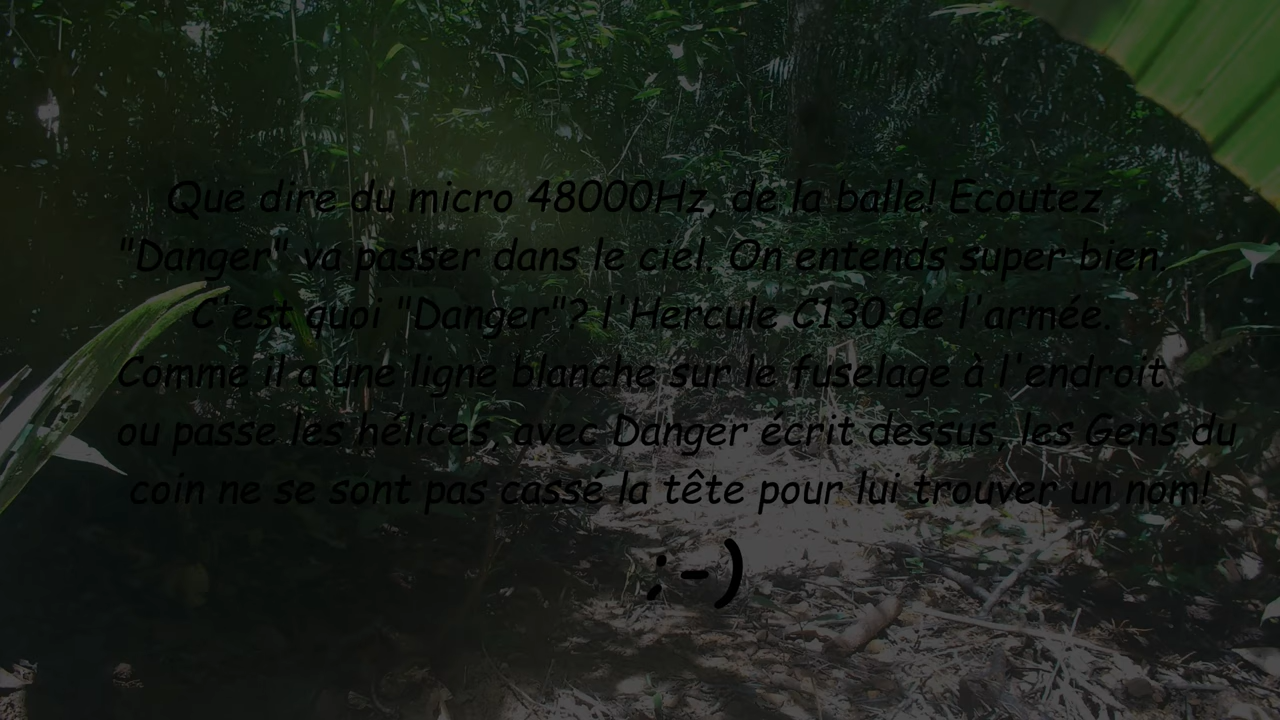 Que dire du micro 48000Hz, de la balle! Ecoutez
"Danger" va passer dans le ciel. On entends super bien.
C'est quoi "Danger"? l'Hercule C130 de l'armée.
Comme il a une ligne blanche sur le fuselage à l'endroit
ou passe les hélices, avec Danger écrit dessus, les Gens du
coin ne se sont pas cassé la tête pour lui trouver un nom!
;-)